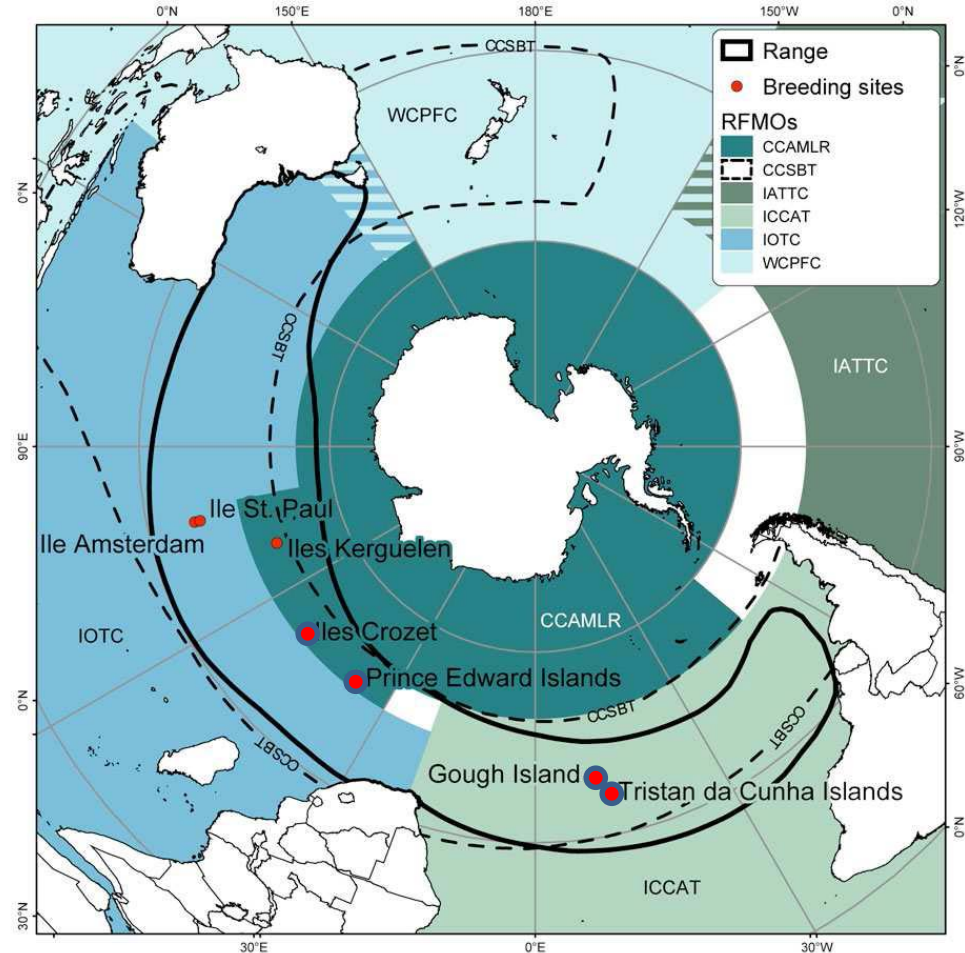 0°N
150°E
180°E
150°W
0°N
CCSBT
WCPFC
Range
Breeding sites
RFMOs
CCAMLR
CCSBT
IATTC
ICCAT
IOTC
WCPFC
0°N
0°N
120°W
CCSBT
IATTC
90°E
90°W
Ile St. Paul
Ile Amsterdam
Iles Kerguelen
CCAMLR
IOTC
Iles Crozet
Prince Edward Islands
60°W
0°N
CCSBT
CCSBT
CCSBT
Gough Island
Tristan da Cunha Islands
0°N
ICCAT
30°N
30°E
0°E
30°W